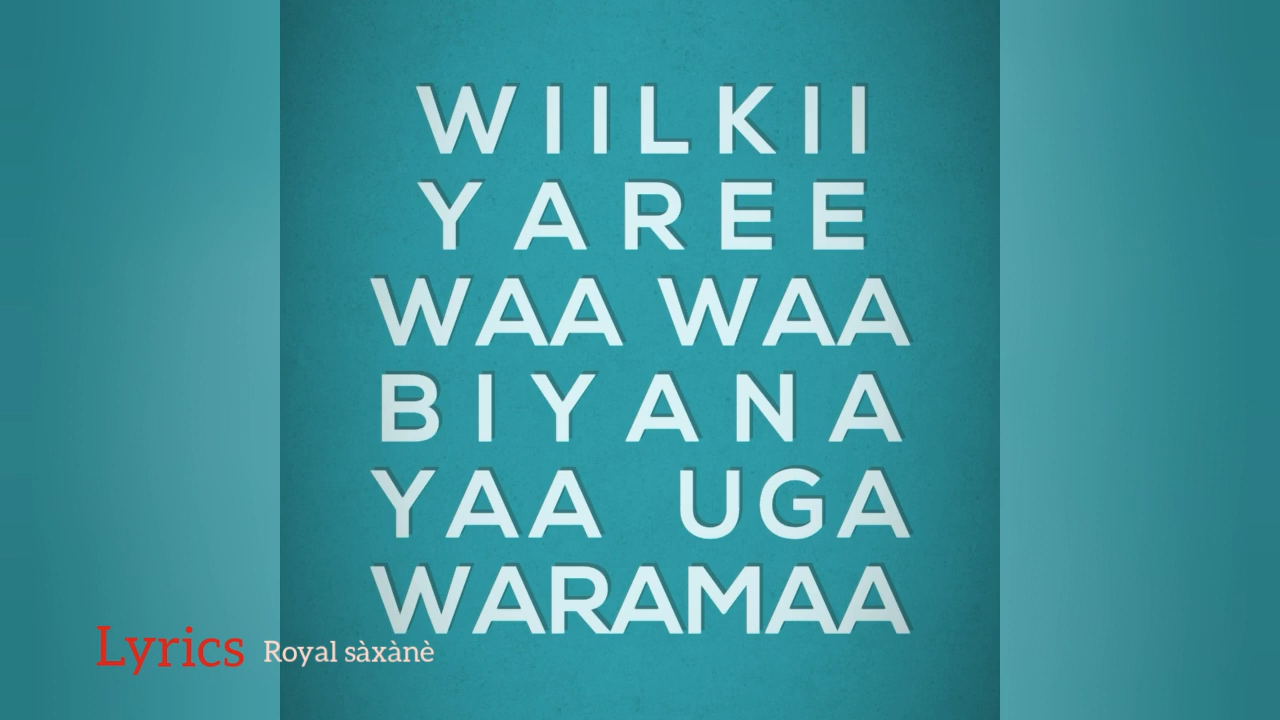 WIILKII
YAREE
WAA WAA
BIYANA
YAA UGA
WARAMAA
Lyrics Royal sàxànè